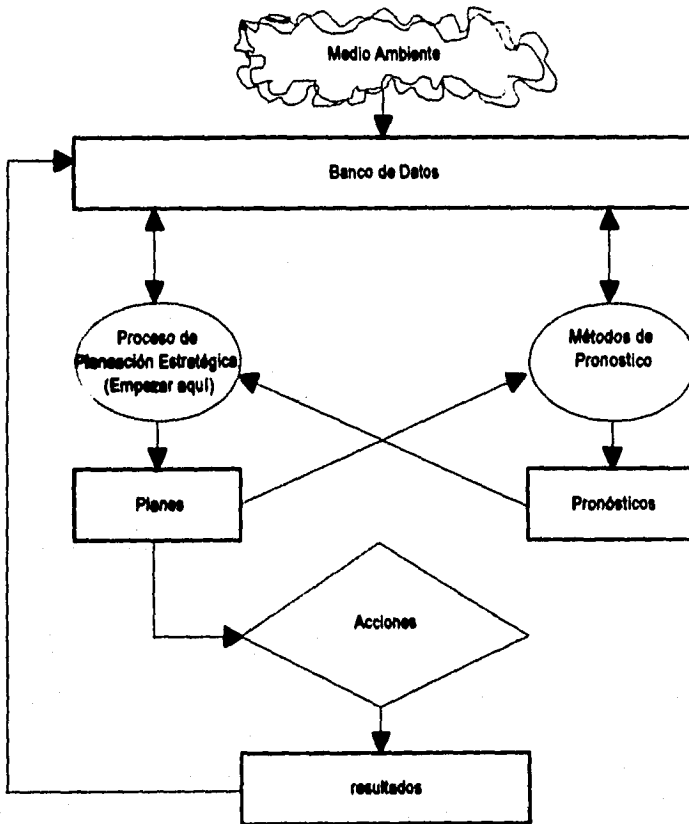 Medio Ambiente
Banco de Datos
Proceso de
Planeación Estratégica
(Empezar aquí)
Métodos de
Pronostico
Planes
Pronósticos
Acciones
resultados